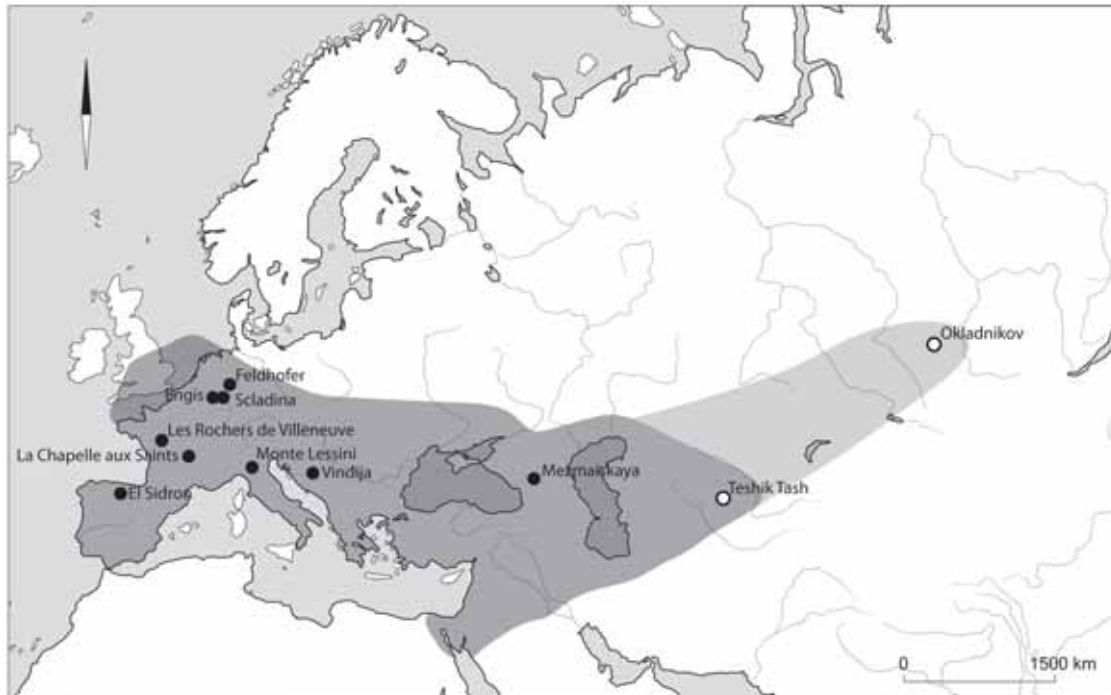 Okladnikov
Feldhofer
Engis
Scladina
Les Rochers de Villeneuve
La Chapelle aux Saints
Monte Lessini
Vindija
Mezmaiskaya
El Sidron
Teshik Tash
0 1500 km